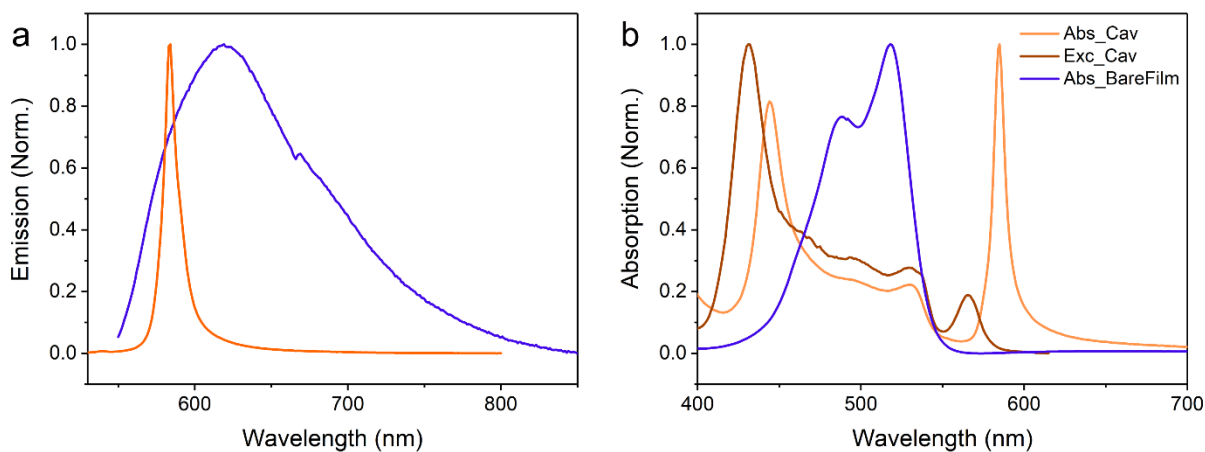 a
1.0
0.8
0.6
0.4
0.2
0.0
Emission (Norm.)
600
700
800
Wavelength (nm)
b
1.0
0.8
0.6
0.4
0.2
0.0
Absorption (Norm.)
Abs_Cav
Exc_Cav
Abs_BareFilm
400
500
600
700
Wavelength (nm)